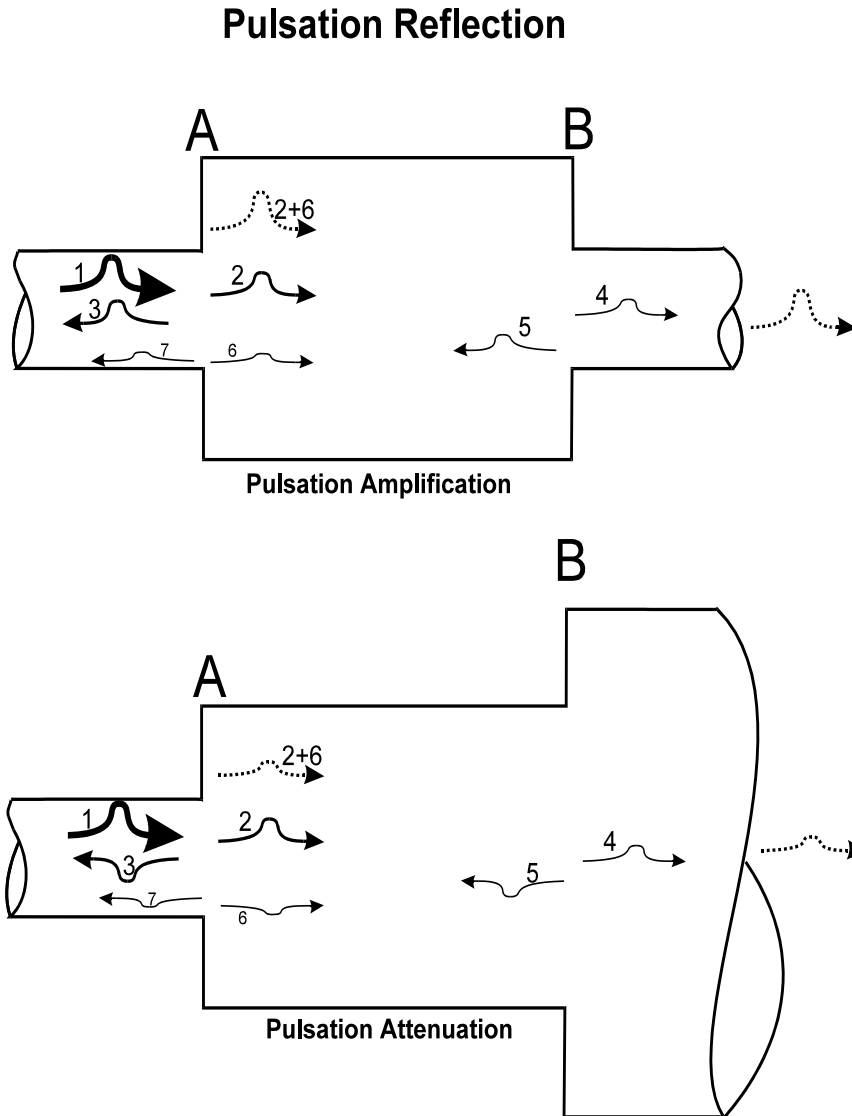 Pulsation Reflection
A
B
2+6
1
2
3
4
5
7
6
Pulsation Amplification
B
A
2+6
1
2
4
3
5
7
6
Pulsation Attenuation